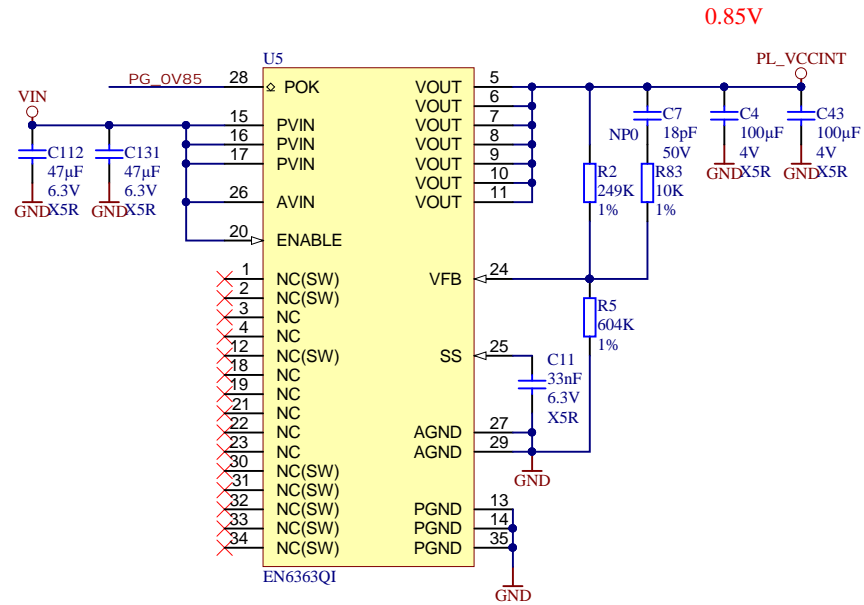 0.85V
U5
PL_VCCINT
PG_0V85
28
POK
VOUT
5
VOUT
6
VIN
15
PVIN
VOUT
7
16
PVIN
VOUT
8
17
PVIN
VOUT
9
VOUT
10
26
AVIN
VOUT
11
20
ENABLE
C112
47µF
6.3V
X5R
GND
C131
47µF
6.3V
X5R
GND
C7
18pF
50V
NP0
C4
100µF
4V
X5R
GND
C43
100µF
4V
X5R
GND
R2
249K
1%
R83
10K
1%
1
NC(SW)
VFB
24
2
NC(SW)
3
NC
4
NC
12
NC(SW)
SS
25
18
NC
19
NC
21
NC
22
NC
AGND
27
23
NC
AGND
29
30
NC(SW)
31
NC(SW)
32
NC(SW)
PGND
13
33
NC(SW)
PGND
14
34
NC(SW)
PGND
35
R5
604K
1%
C11
33nF
6.3V
X5R
GND
EN6363QI
GND